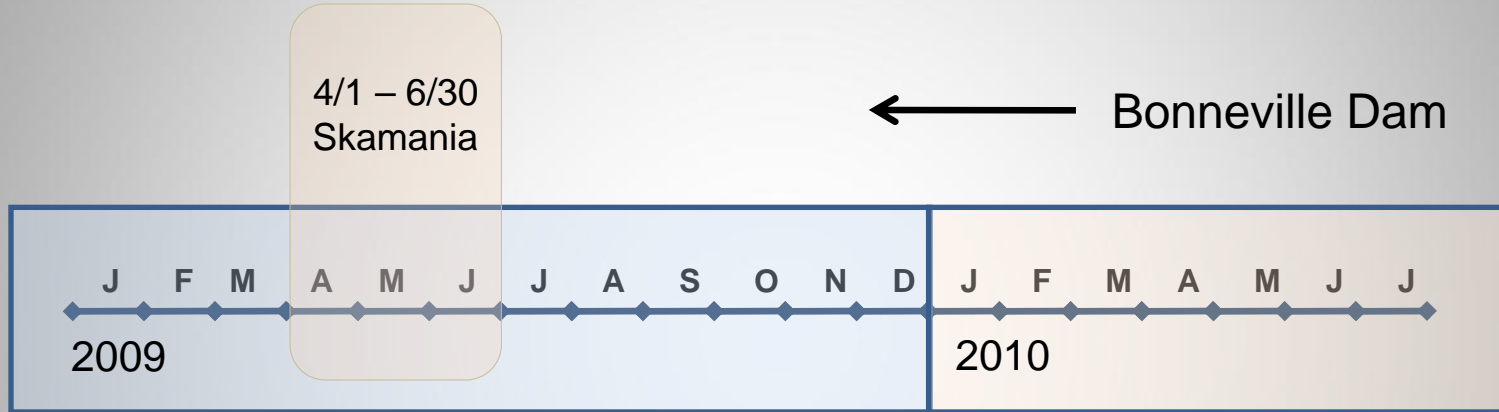 4/1 – 6/30
Skamania
Bonneville Dam
J F M A M J J A S O N D J F M A M J J
2009 2010